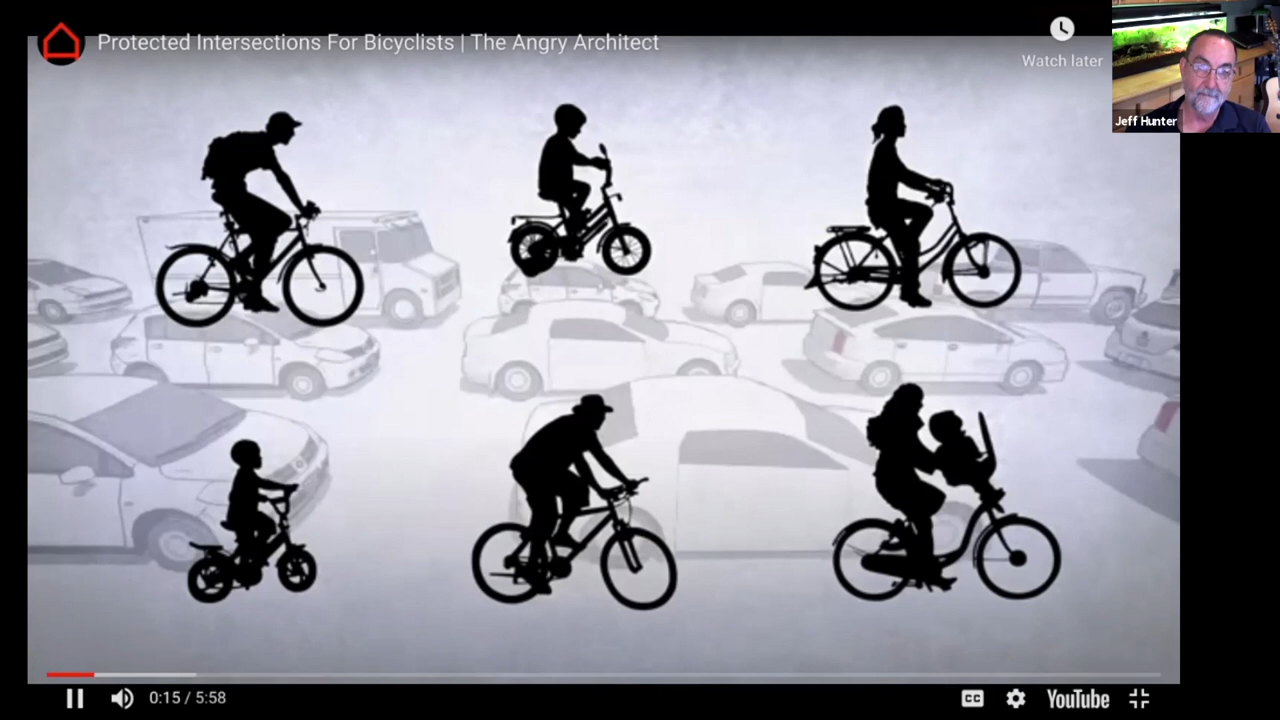 Protected Intersections For Bicyclists | The Angry Architect
Watch later
Jeff Hunter
0:15 / 5:58
CC
YouTube